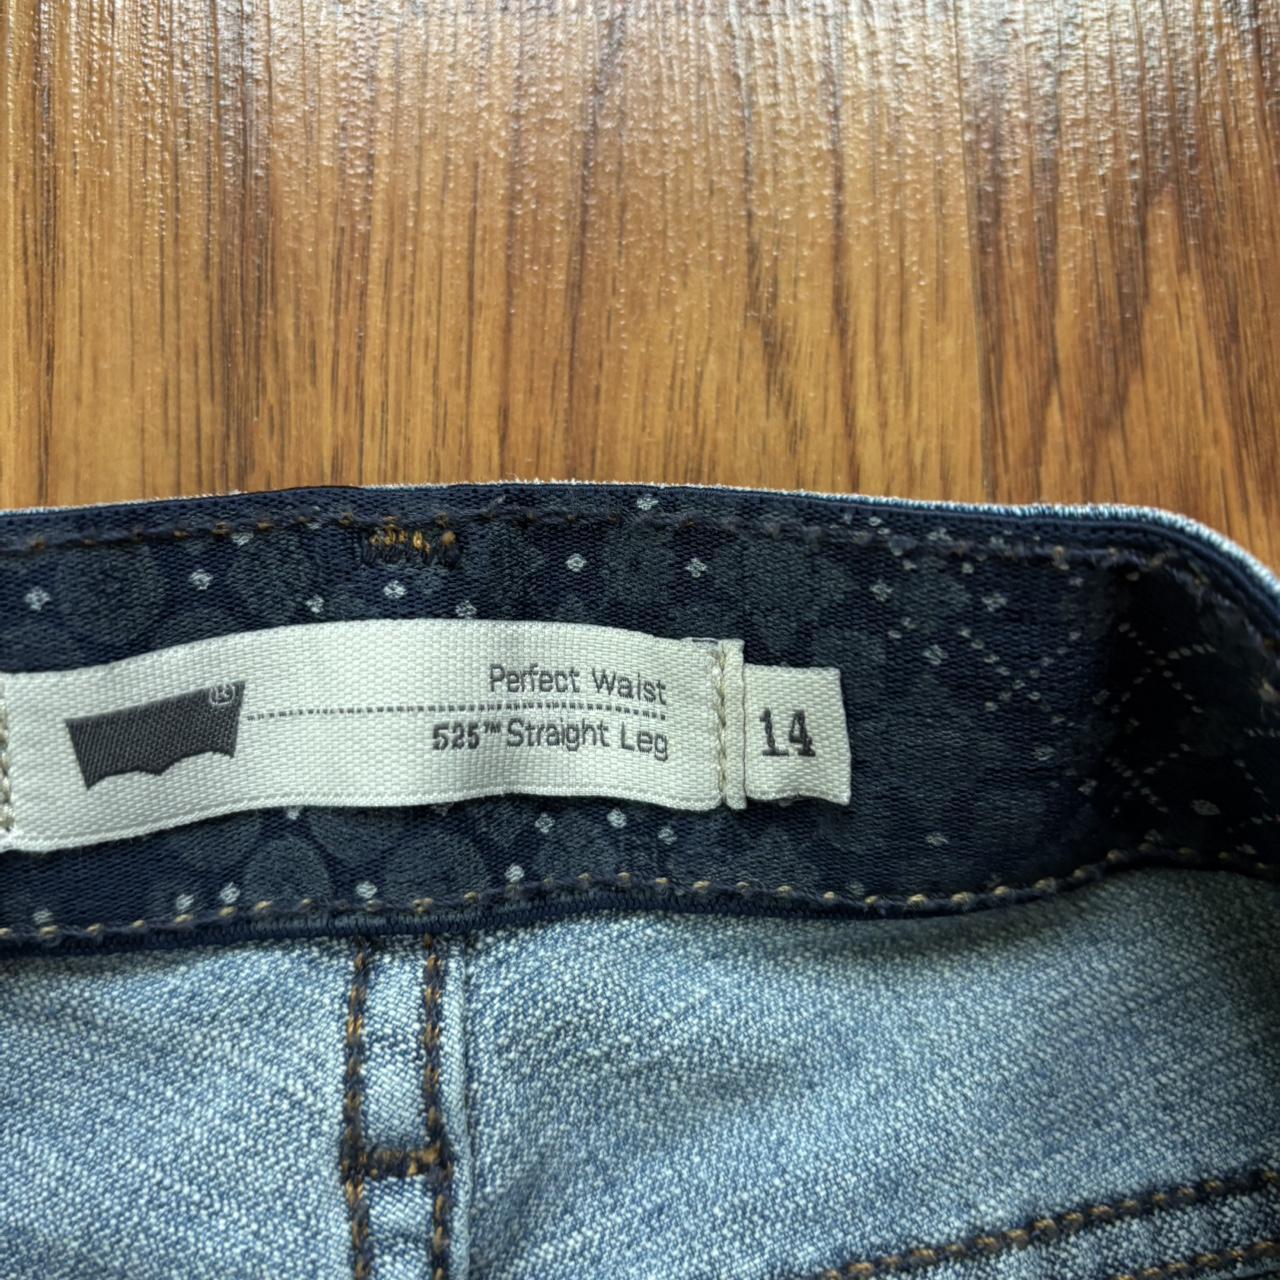 ®
Perfect Waist
525™ Straight Leg
14